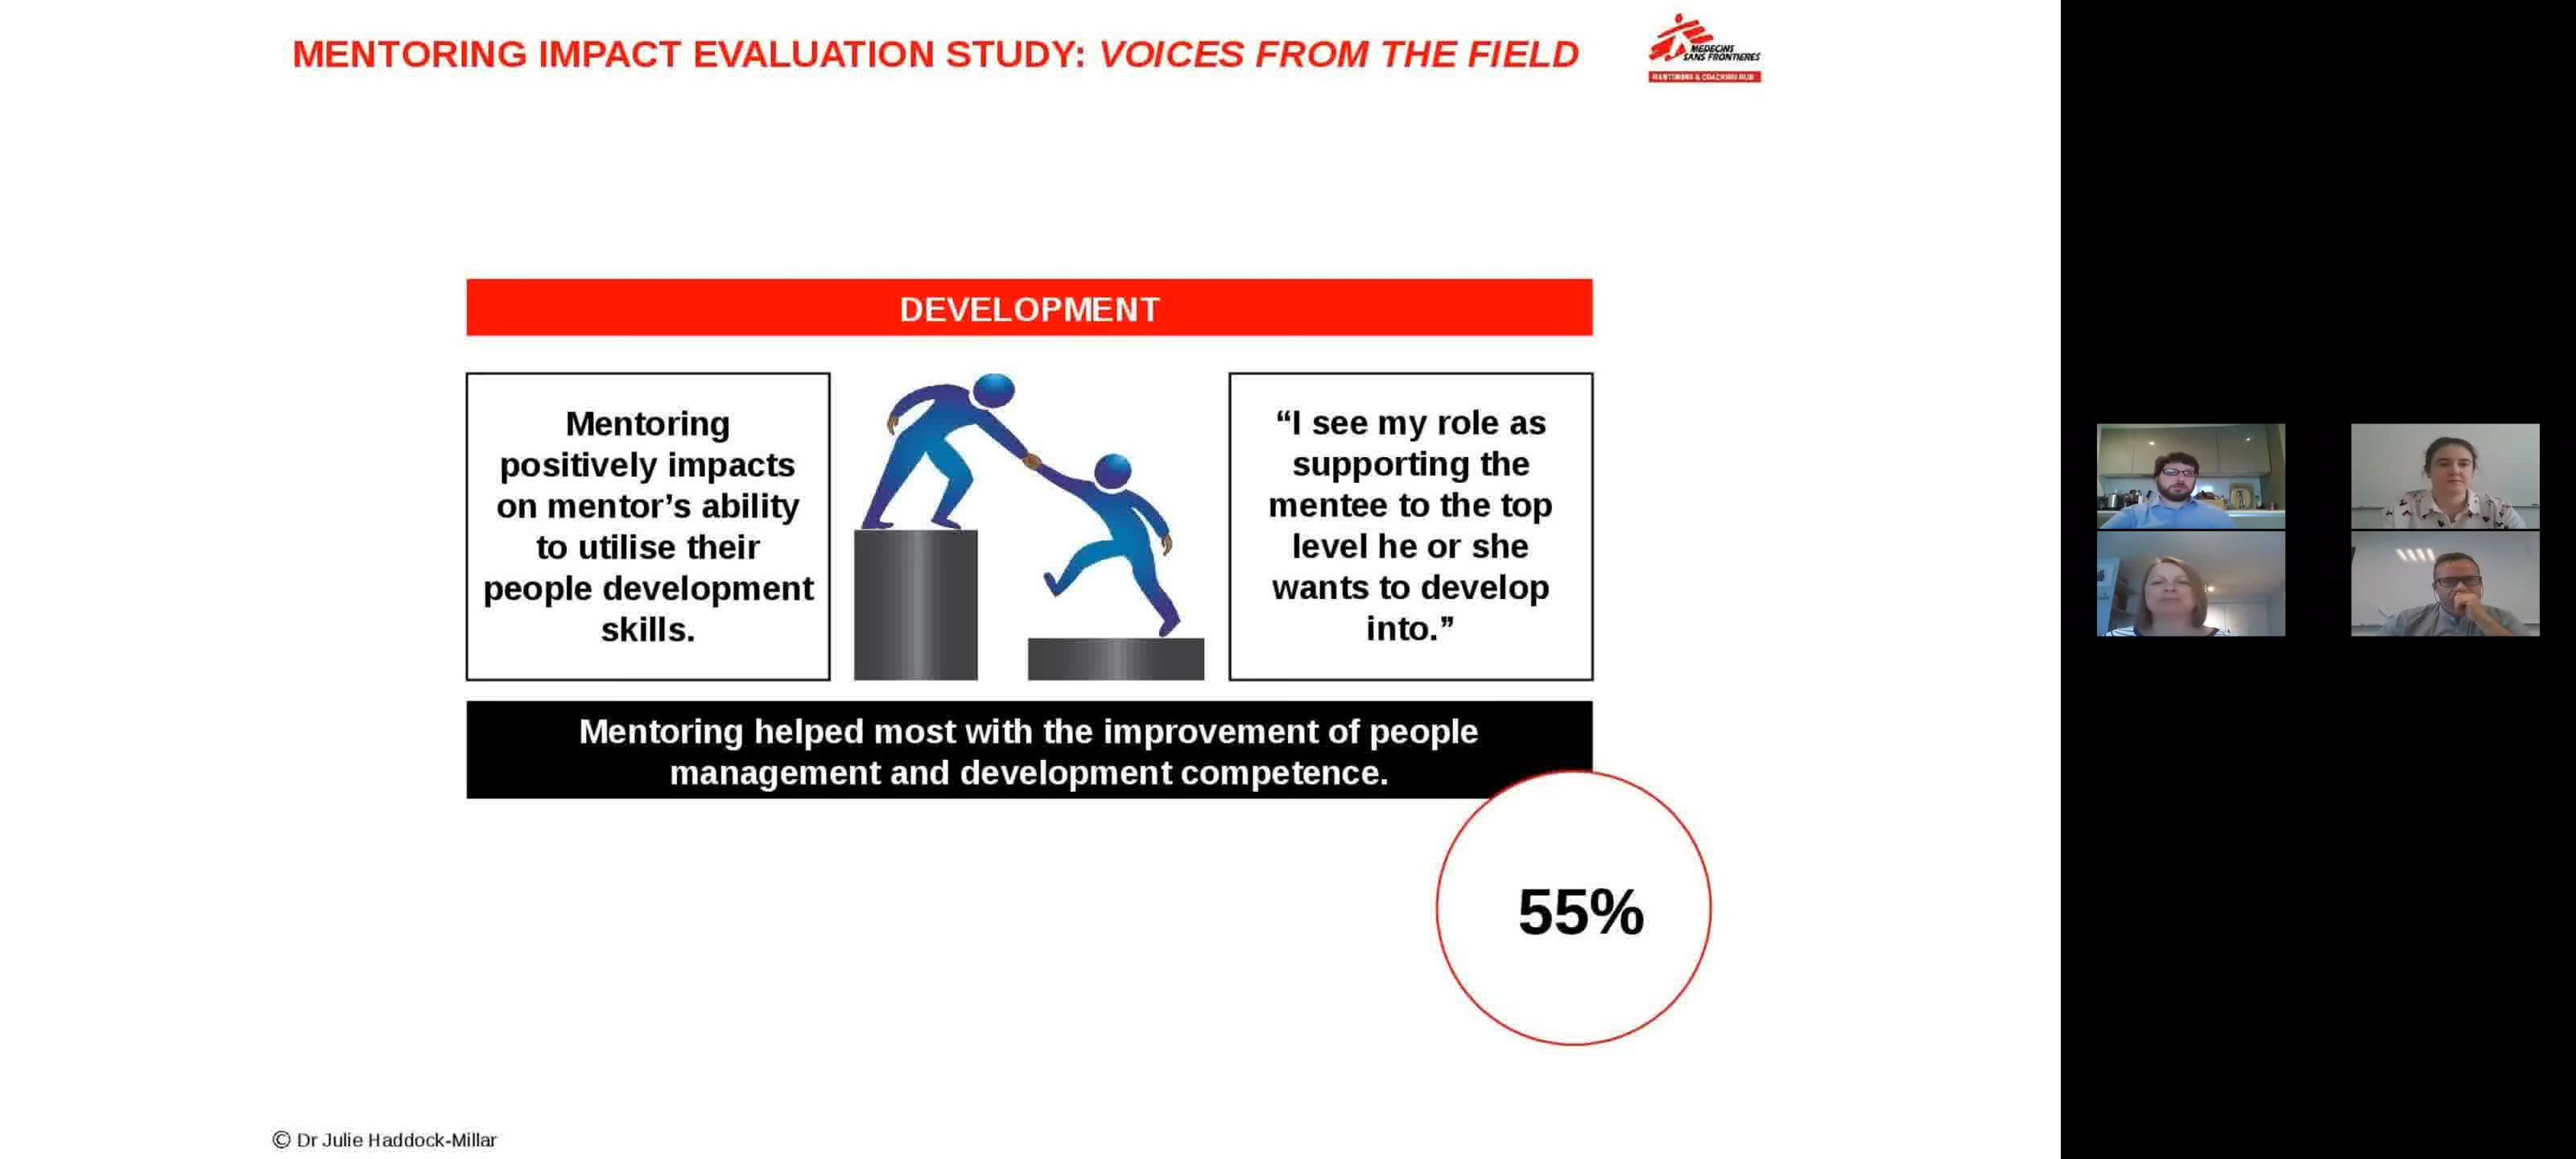 MENTORING IMPACT EVALUATION STUDY: VOICES FROM THE FIELD
MEDECINS
SANS FRONTIERES
MENTORING & COACHING HUB
DEVELOPMENT
Mentoring
positively impacts
on mentor’s ability
to utilise their
people development
skills.
“I see my role as
supporting the
mentee to the top
level he or she
wants to develop
into.”
Mentoring helped most with the improvement of people
management and development competence.
55%
© Dr Julie Haddock-Millar